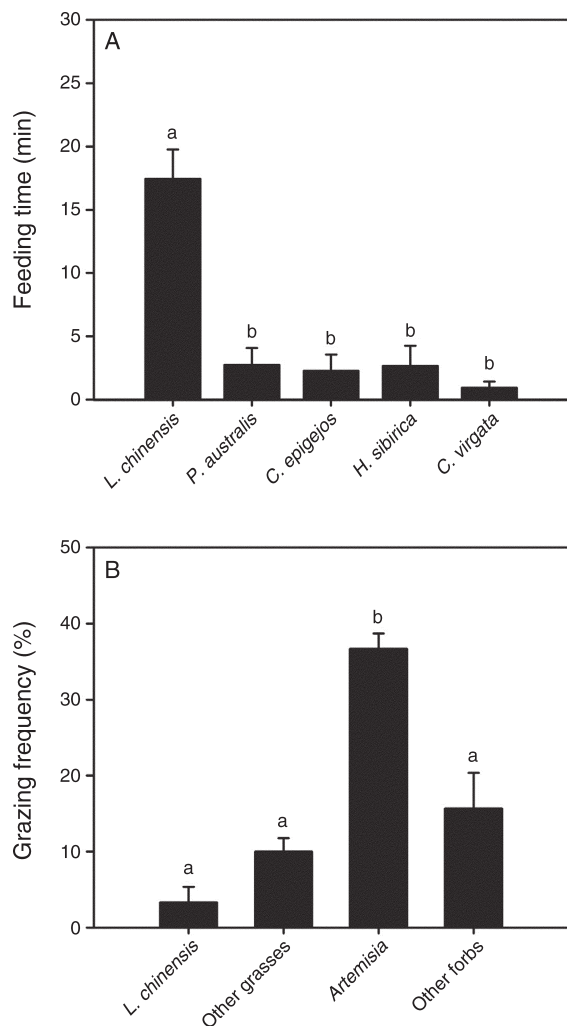 30
A
25
20
15
10
5
0
Feeding time (min)
a
b
b
b
b
L. chinensis
P. australis
C. epigejos
H. sibirica
C. virgata
50
B
40
30
20
10
0
Grazing frequency (%)
a
a
b
a
L. chinensis
Other grasses
Artemisia
Other forbs